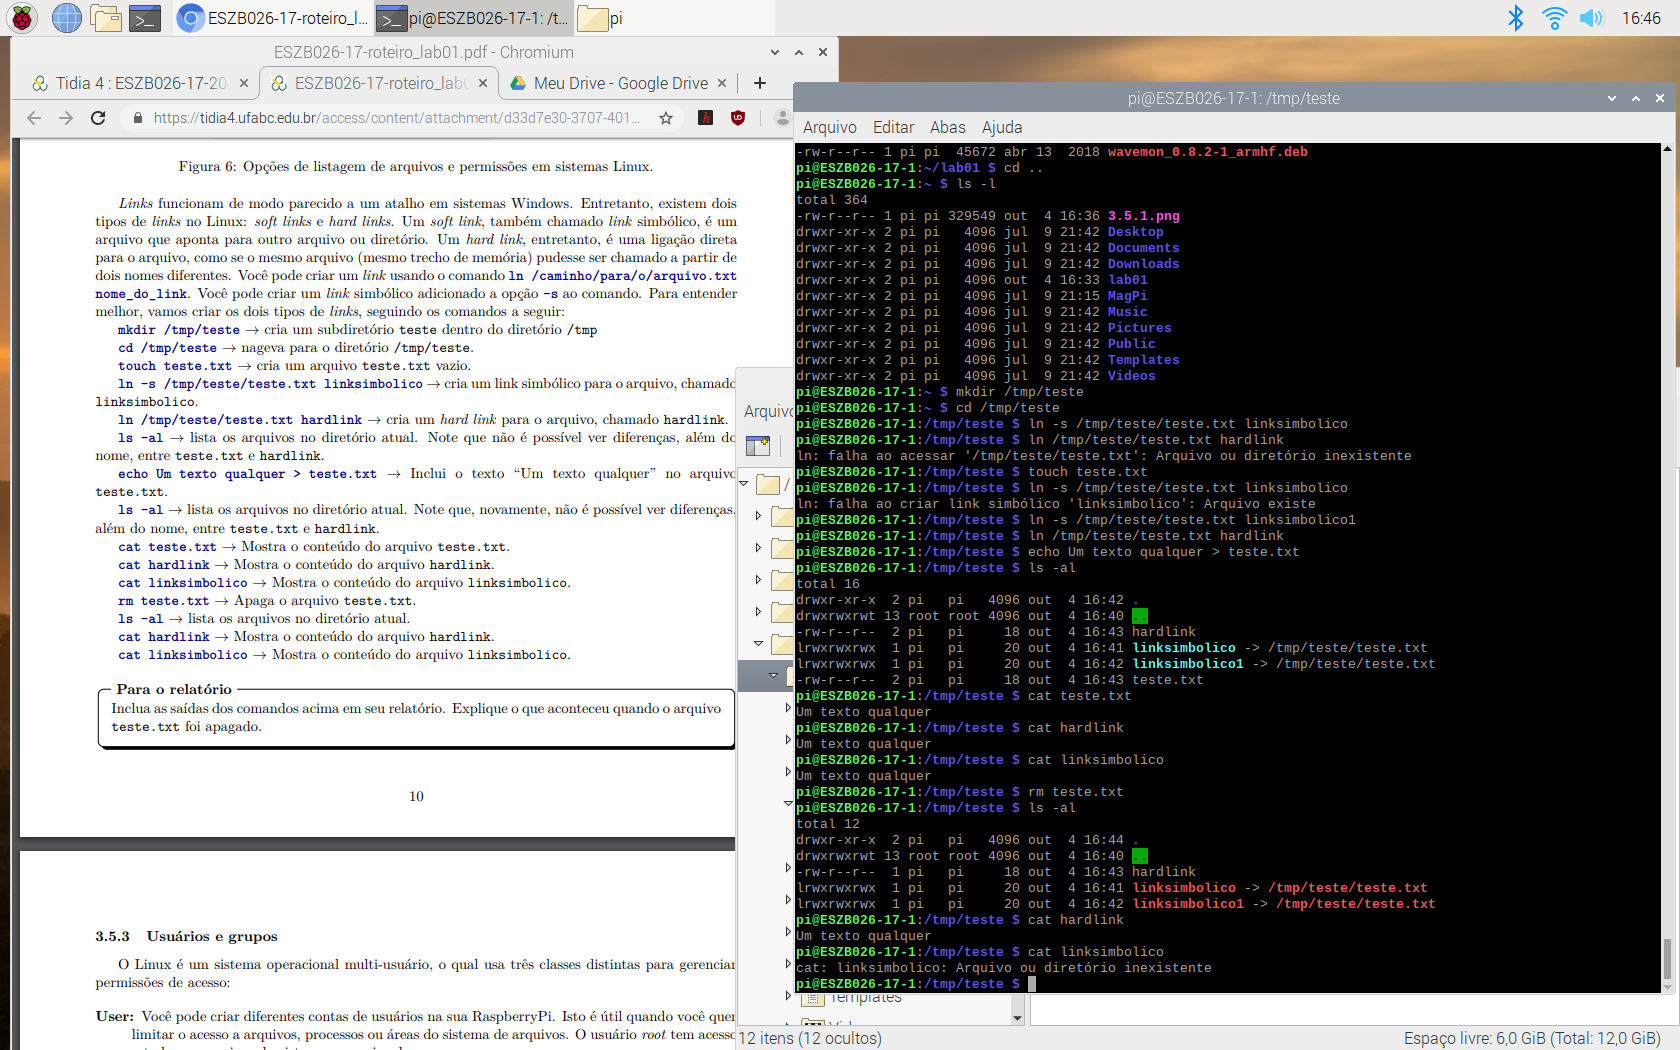 ESZB026-17-roteiro_l...
pi@ESZB026-17-1: /t...
pi
16:46
ESZB026-17-roteiro_lab01.pdf - Chromium
Tidia 4 : ESZB026-17-20
ESZB026-17-roteiro_lab0
Meu Drive - Google Drive
https://tidia4.ufabc.edu.br/access/content/attachment/d33d7e30-3707-401...
Figura 6: Opções de listagem de arquivos e permissões em sistemas Linux.
Links funcionam de modo parecido a um atalho em sistemas Windows. Entretanto, existem dois
tipos de links no Linux: soft links e hard links. Um soft link, também chamado link simbólico, é um
arquivo que aponta para outro arquivo ou diretório. Um hard link, entretanto, é uma ligação direta
para o arquivo, como se o mesmo arquivo (mesmo trecho de memória) pudesse ser chamado a partir de
dois nomes diferentes. Você pode criar um link usando o comando ln /caminho/para/o/arquivo.txt
nome_do_link. Você pode criar um link simbólico adicionado a opção -s ao comando. Para entender
melhor, vamos criar os dois tipos de links, seguindo os comandos a seguir:
mkdir /tmp/teste → cria um subdiretório teste dentro do diretório /tmp
cd /tmp/teste → nageva para o diretório /tmp/teste.
touch teste.txt → cria um arquivo teste.txt vazio.
ln -s /tmp/teste/teste.txt linksimbolico → cria um link simbólico para o arquivo, chamado
linksimbolico.
ln /tmp/teste/teste.txt hardlink → cria um hard link para o arquivo, chamado hardlink.
ls -al → lista os arquivos no diretório atual. Note que não é possível ver diferenças, além do
nome, entre teste.txt e hardlink.
echo Um texto qualquer > teste.txt → Inclui o texto “Um texto qualquer” no arquivo
teste.txt.
ls -al → lista os arquivos no diretório atual. Note que, novamente, não é possível ver diferenças,
além do nome, entre teste.txt e hardlink.
cat teste.txt → Mostra o conteúdo do arquivo teste.txt.
cat hardlink → Mostra o conteúdo do arquivo hardlink.
cat linksimbolico → Mostra o conteúdo do arquivo linksimbolico.
rm teste.txt → Apaga o arquivo teste.txt.
ls -al → lista os arquivos no diretório atual.
cat hardlink → Mostra o conteúdo do arquivo hardlink.
cat linksimbolico → Mostra o conteúdo do arquivo linksimbolico.
Para o relatório
Inclua as saídas dos comandos acima em seu relatório. Explique o que aconteceu quando o arquivo
teste.txt foi apagado.
10
3.5.3 Usuários e grupos
O Linux é um sistema operacional multi-usuário, o qual usa três classes distintas para gerenciar
permissões de acesso:
User: Você pode criar diferentes contas de usuários na sua RaspberryPi. Isto é útil quando você quer
limitar o acesso a arquivos, processos ou áreas do sistema de arquivos. O usuário root tem acesso
Arquivo
/
Templates
12 itens (12 ocultos)
Espaço livre: 6,0 GiB (Total: 12,0 GiB)
pi@ESZB026-17-1: /tmp/teste
Arquivo Editar Abas Ajuda
-rw-r--r-- 1 pi pi  45672 abr 13  2018 wavemon_0.8.2-1_armhf.deb
pi@ESZB026-17-1:~/lab01 $ cd ..
pi@ESZB026-17-1:~ $ ls -l
total 364
-rw-r--r-- 1 pi pi 329549 out  4 16:36 3.5.1.png
drwxr-xr-x 2 pi pi   4096 jul  9 21:42 Desktop
drwxr-xr-x 2 pi pi   4096 jul  9 21:42 Documents
drwxr-xr-x 2 pi pi   4096 jul  9 21:42 Downloads
drwxr-xr-x 2 pi pi   4096 out  4 16:33 lab01
drwxr-xr-x 2 pi pi   4096 jul  9 21:15 MagPi
drwxr-xr-x 2 pi pi   4096 jul  9 21:42 Music
drwxr-xr-x 2 pi pi   4096 jul  9 21:42 Pictures
drwxr-xr-x 2 pi pi   4096 jul  9 21:42 Public
drwxr-xr-x 2 pi pi   4096 jul  9 21:42 Templates
drwxr-xr-x 2 pi pi   4096 jul  9 21:42 Videos
pi@ESZB026-17-1:~ $ mkdir /tmp/teste
pi@ESZB026-17-1:~ $ cd /tmp/teste
pi@ESZB026-17-1:/tmp/teste $ ln -s /tmp/teste/teste.txt linksimbolico
pi@ESZB026-17-1:/tmp/teste $ ln /tmp/teste/teste.txt hardlink
ln: falha ao acessar '/tmp/teste/teste.txt': Arquivo ou diretório inexistente
pi@ESZB026-17-1:/tmp/teste $ touch teste.txt
pi@ESZB026-17-1:/tmp/teste $ ln -s /tmp/teste/teste.txt linksimbolico
ln: falha ao criar link simbólico 'linksimbolico': Arquivo existe
pi@ESZB026-17-1:/tmp/teste $ ln -s /tmp/teste/teste.txt linksimbolico1
pi@ESZB026-17-1:/tmp/teste $ ln /tmp/teste/teste.txt hardlink
pi@ESZB026-17-1:/tmp/teste $ echo Um texto qualquer > teste.txt
pi@ESZB026-17-1:/tmp/teste $ ls -al
total 16
drwxr-xr-x  2 pi   pi   4096 out  4 16:42 .
drwxrwxrwt 13 root root 4096 out  4 16:40 ..
-rw-r--r--  2 pi   pi     18 out  4 16:43 hardlink
lrwxrwxrwx  1 pi   pi     20 out  4 16:41 linksimbolico -> /tmp/teste/teste.txt
lrwxrwxrwx  1 pi   pi     20 out  4 16:42 linksimbolico1 -> /tmp/teste/teste.txt
-rw-r--r--  2 pi   pi     18 out  4 16:43 teste.txt
pi@ESZB026-17-1:/tmp/teste $ cat teste.txt
Um texto qualquer
pi@ESZB026-17-1:/tmp/teste $ cat hardlink
Um texto qualquer
pi@ESZB026-17-1:/tmp/teste $ cat linksimbolico
Um texto qualquer
pi@ESZB026-17-1:/tmp/teste $ rm teste.txt
pi@ESZB026-17-1:/tmp/teste $ ls -al
total 12
drwxr-xr-x  2 pi   pi   4096 out  4 16:44 .
drwxrwxrwt 13 root root 4096 out  4 16:40 ..
-rw-r--r--  1 pi   pi     18 out  4 16:43 hardlink
lrwxrwxrwx  1 pi   pi     20 out  4 16:41 linksimbolico -> /tmp/teste/teste.txt
lrwxrwxrwx  1 pi   pi     20 out  4 16:42 linksimbolico1 -> /tmp/teste/teste.txt
pi@ESZB026-17-1:/tmp/teste $ cat hardlink
Um texto qualquer
pi@ESZB026-17-1:/tmp/teste $ cat linksimbolico
cat: linksimbolico: Arquivo ou diretório inexistente
pi@ESZB026-17-1:/tmp/teste $